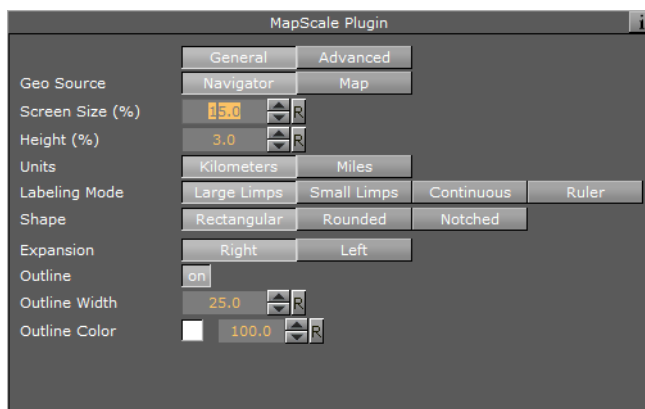 MapScale Plugin i
General Advanced
Geo Source Navigator Map
Screen Size (%) 15.0 R
Height (%) 3.0 R
Units Kilometers Miles
Labeling Mode Large Limps Small Limps Continuous Ruler
Shape Rectangular Rounded Notched
Expansion Right Left
Outline on
Outline Width 25.0 R
Outline Color 100.0 R